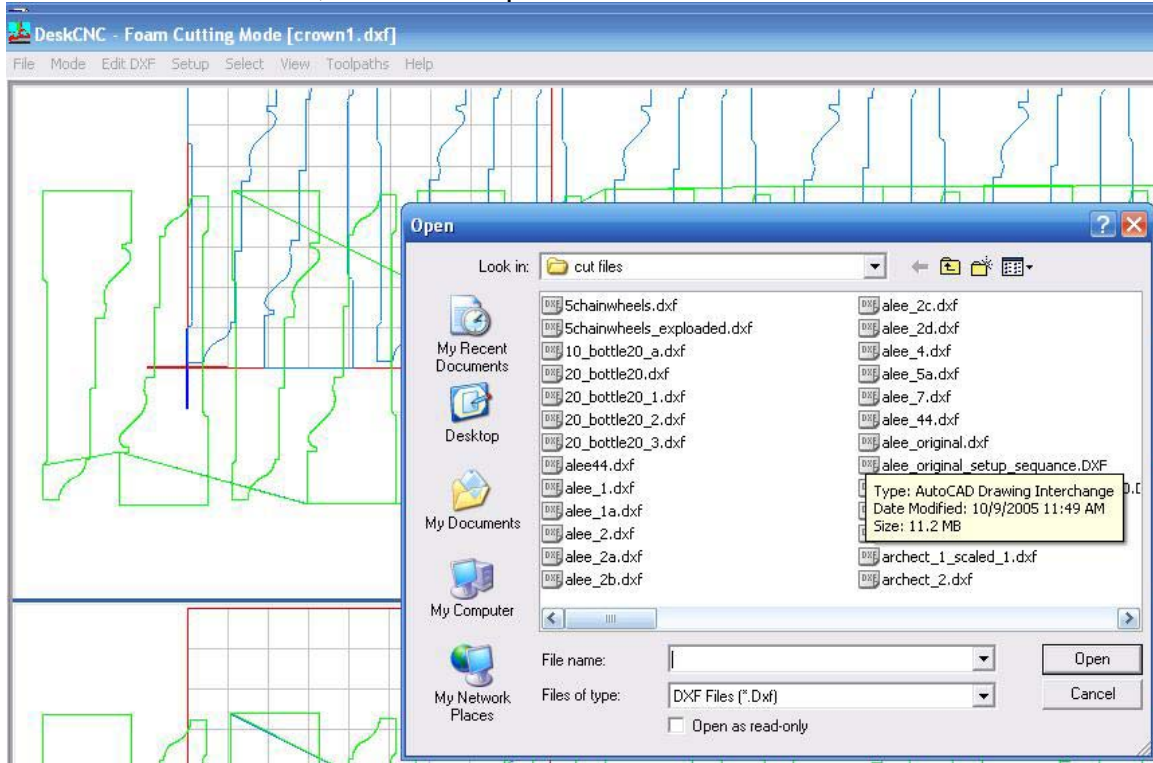 DeskCNC - Foam Cutting Mode [crown1.dxf]
File Mode Edit DXF Setup Select View Toolpaths Help
Open
Look in: cut files
My Recent Documents
Desktop
My Documents
My Computer
My Network Places
5chainwheels.dxf
5chainwheels_exploaded.dxf
10_bottle20_a.dxf
20_bottle20.dxf
20_bottle20_1.dxf
20_bottle20_2.dxf
20_bottle20_3.dxf
alee44.dxf
alee_1.dxf
alee_1a.dxf
alee_2.dxf
alee_2a.dxf
alee_2b.dxf
alee_2c.dxf
alee_2d.dxf
alee_4.dxf
alee_5a.dxf
alee_7.dxf
alee_44.dxf
alee_original.dxf
alee_original_setup_sequance.DXF
Type: AutoCAD Drawing Interchange
Date Modified: 10/9/2005 11:49 AM
Size: 11.2 MB
archect_1_scaled_1.dxf
archect_2.dxf
File name:
Open
Files of type: DXF Files (*.Dxf)
Cancel
Open as read-only